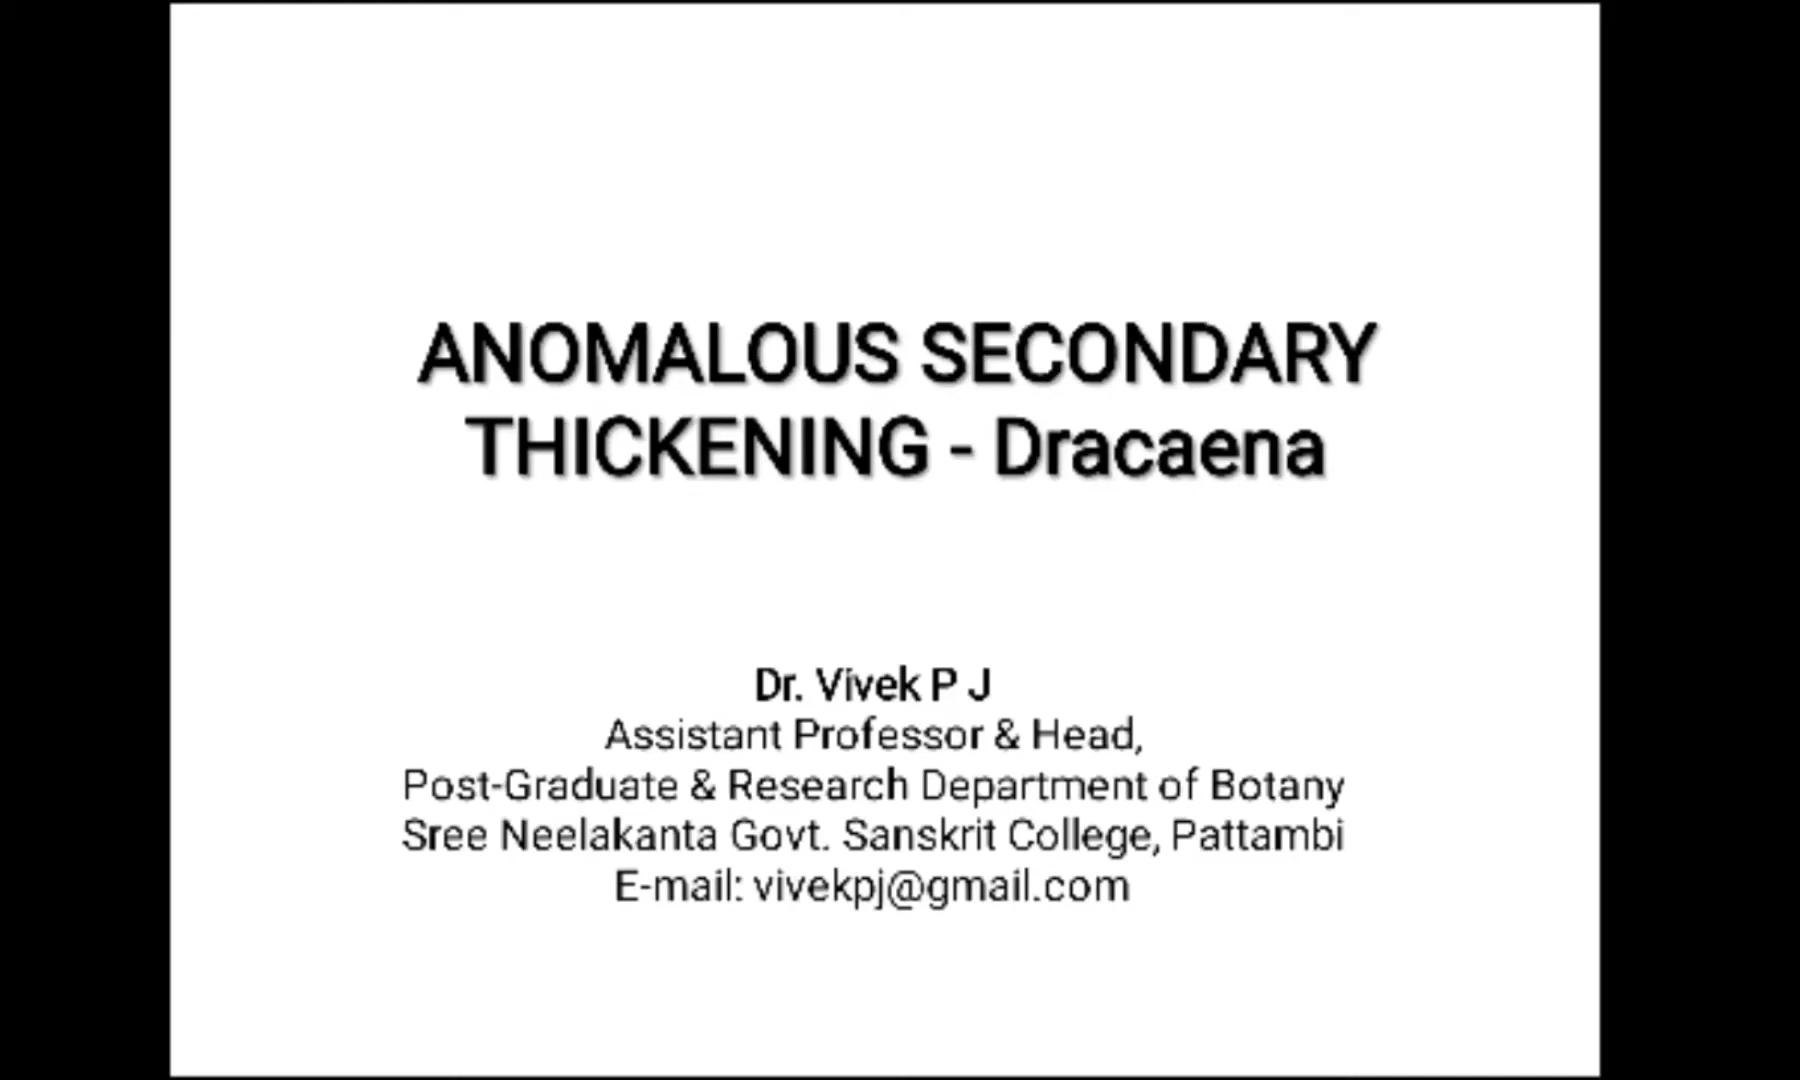 ANOMALOUS SECONDARY
THICKENING - Dracaena
Dr. Vivek P J
Assistant Professor & Head,
Post-Graduate & Research Department of Botany
Sree Neelakanta Govt. Sanskrit College, Pattambi
E-mail: vivekpj@gmail.com